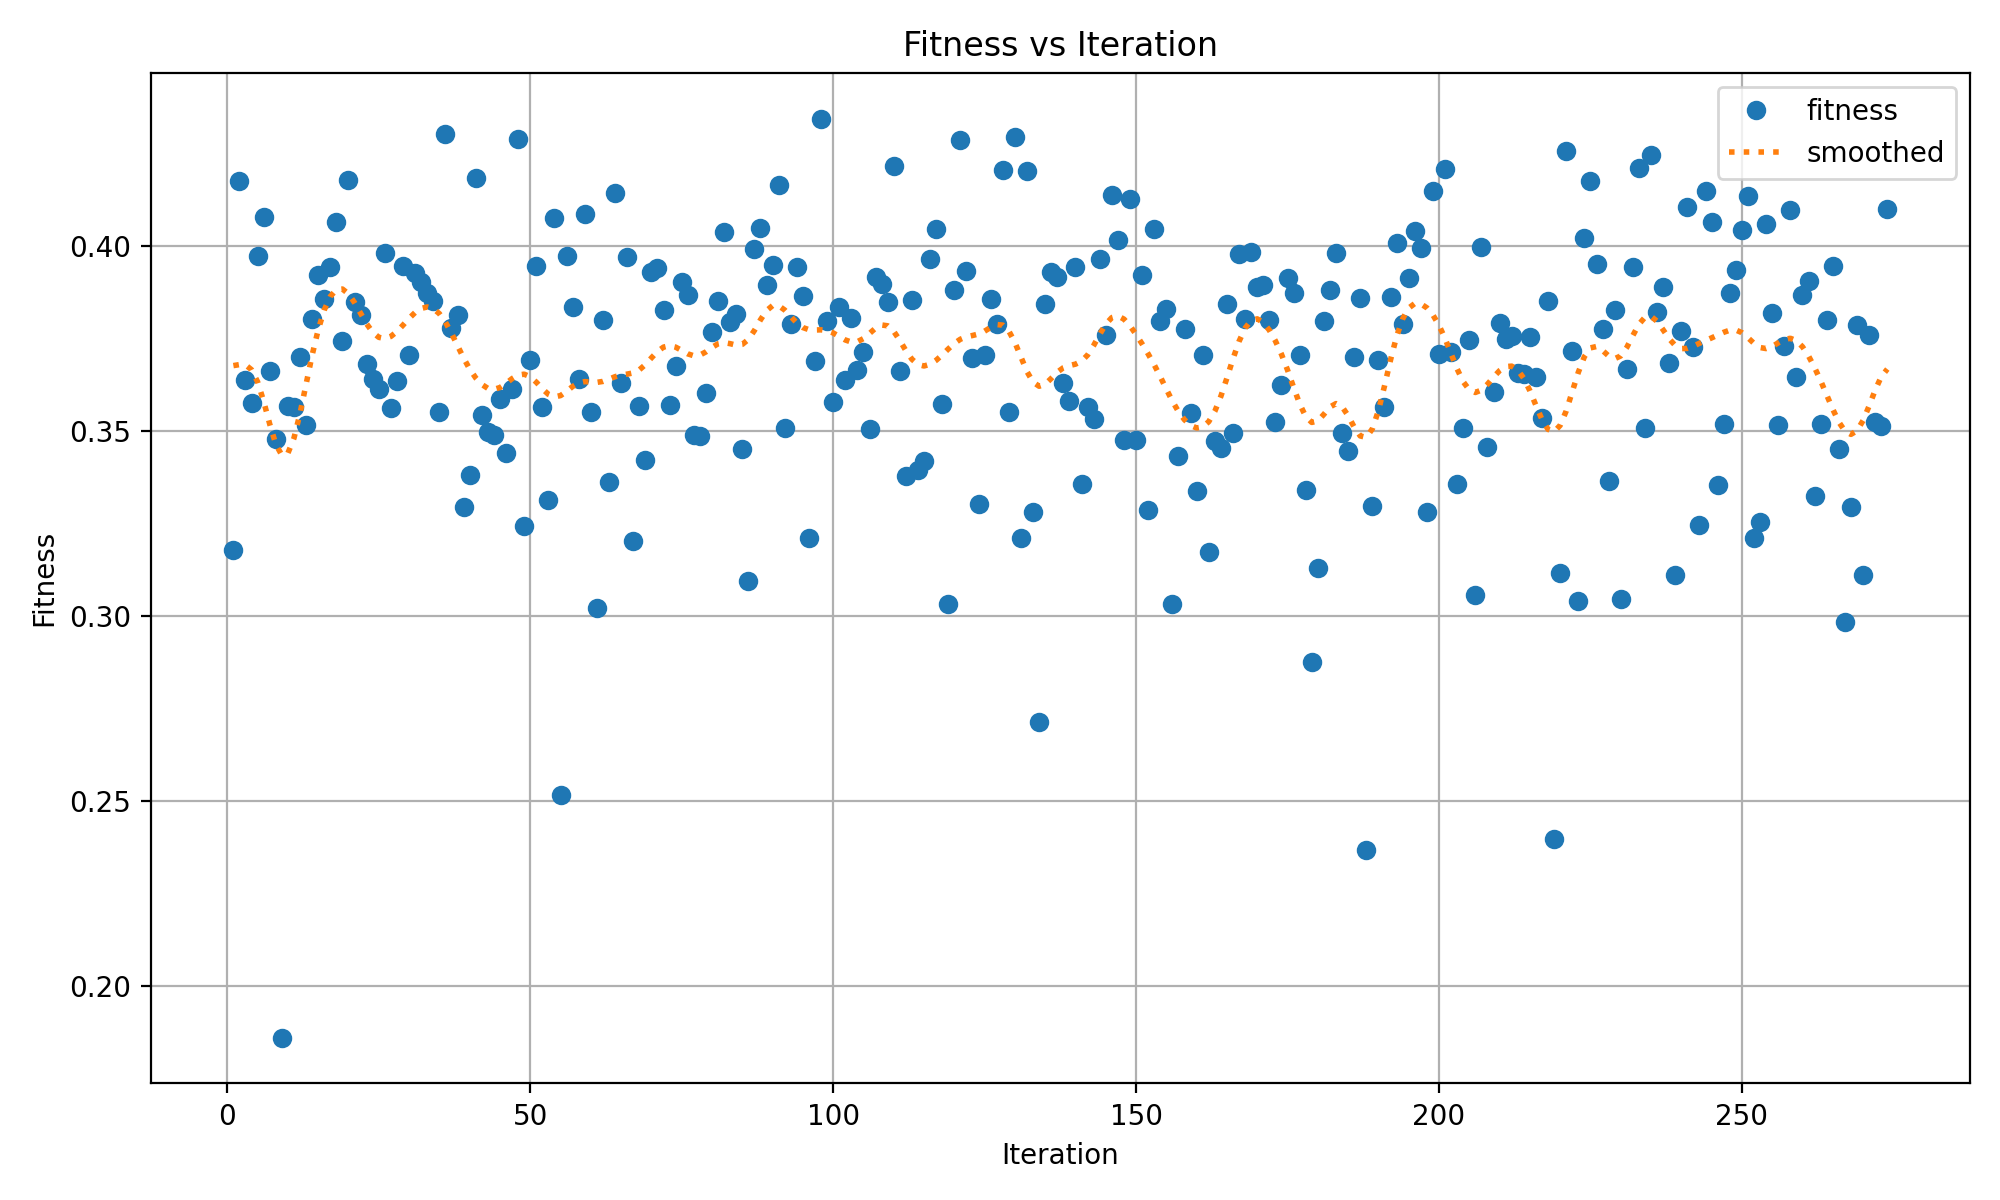 Fitness vs Iteration
fitness
smoothed
0.40
0.35
0.30
0.25
0.20
Fitness
0 50 100 150 200 250
Iteration